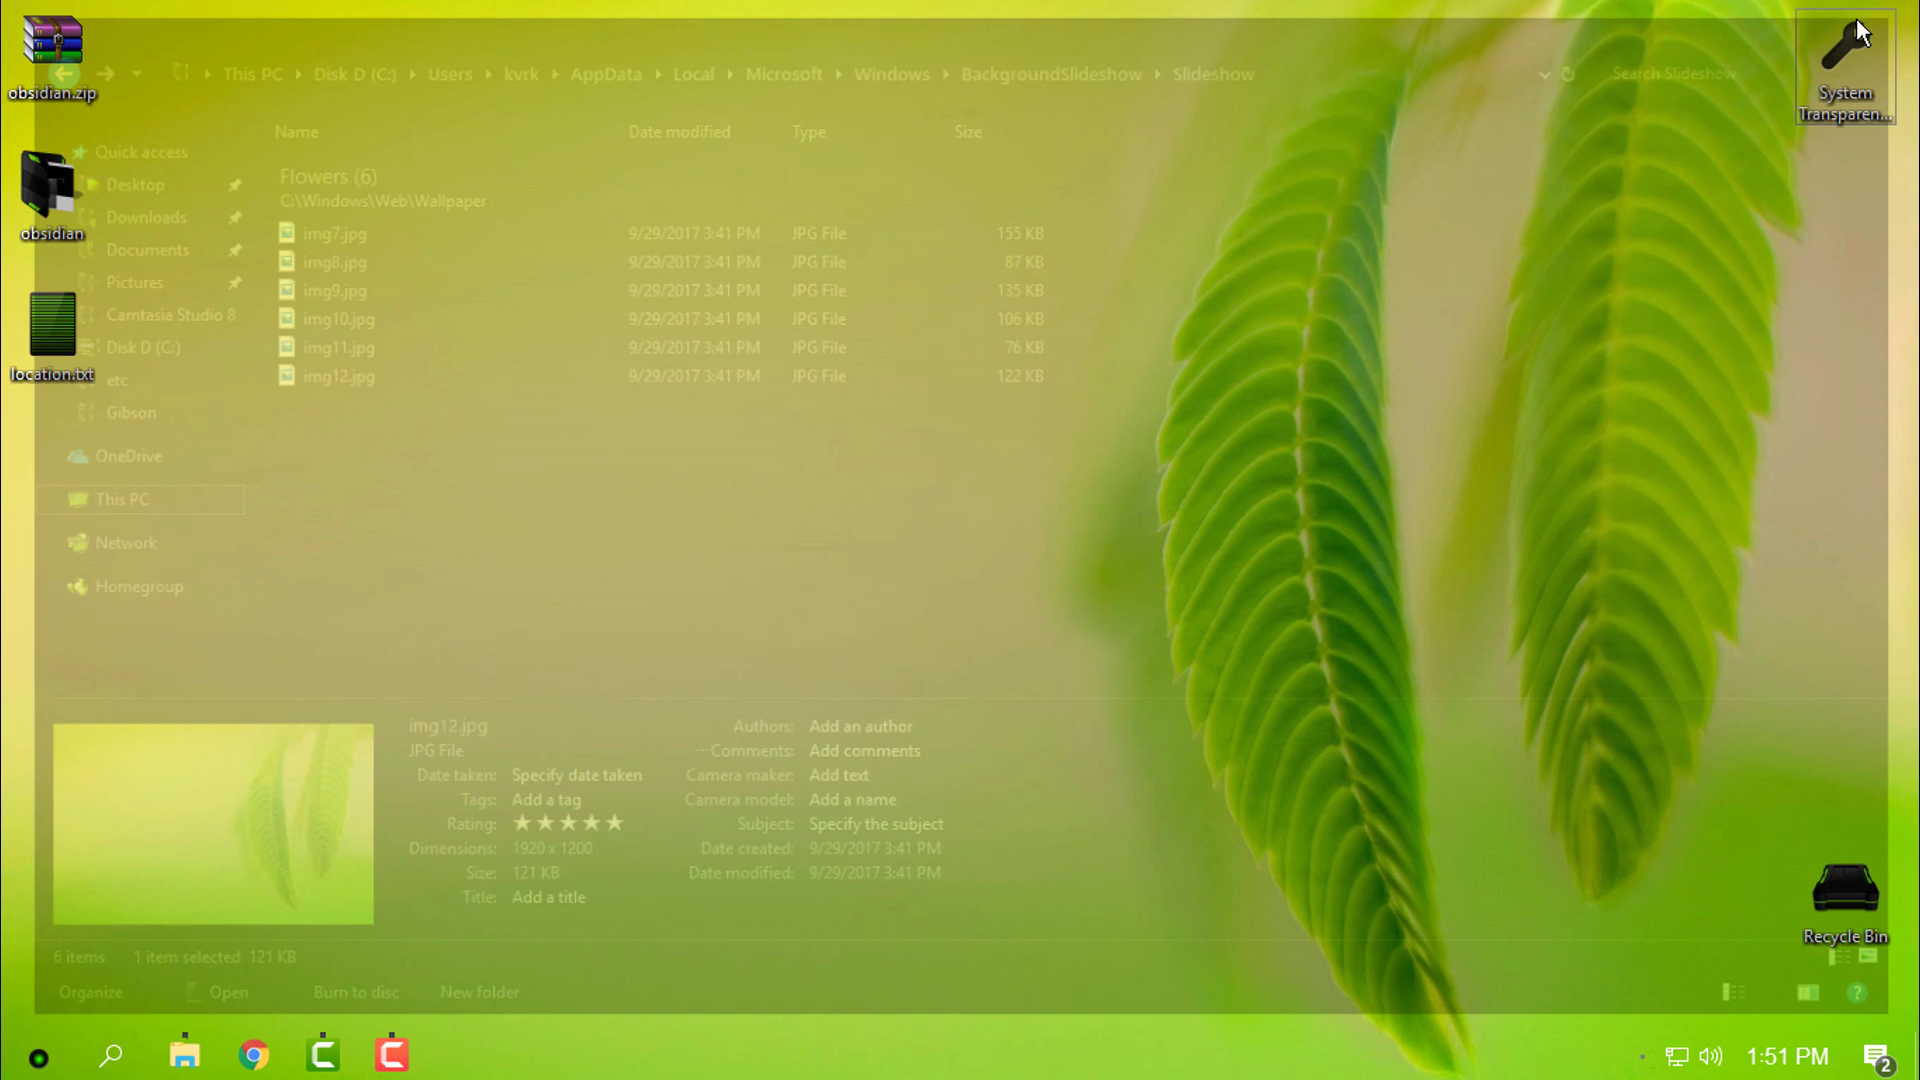 obsidian.zip
obsidian
location.txt
System
Transparen...
This PC Disk D (C:) Users kvrk AppData Local Microsoft Windows BackgroundSlideshow Slideshow
Search Slideshow
Quick access
Desktop
Downloads
Documents
Pictures
Camtasia Studio 8
Disk D (C:)
etc
Gibson
OneDrive
This PC
Network
Homegroup
Name Date modified Type Size
Flowers (6)
C:\Windows\Web\Wallpaper
img7.jpg 9/29/2017 3:41 PM JPG File 155 KB
img8.jpg 9/29/2017 3:41 PM JPG File 87 KB
img9.jpg 9/29/2017 3:41 PM JPG File 135 KB
img10.jpg 9/29/2017 3:41 PM JPG File 106 KB
img11.jpg 9/29/2017 3:41 PM JPG File 76 KB
img12.jpg 9/29/2017 3:41 PM JPG File 122 KB
img12.jpg
JPG File
Date taken: Specify date taken
Tags: Add a tag
Rating: ★★★★★
Dimensions: 1920 x 1200
Size: 121 KB
Title: Add a title
Authors: Add an author
Comments: Add comments
Camera maker: Add text
Camera model: Add a name
Subject: Specify the subject
Date created: 9/29/2017 3:41 PM
Date modified: 9/29/2017 3:41 PM
6 items 1 item selected 121 KB
Organize Open Burn to disc New folder
Recycle Bin
1:51 PM
2